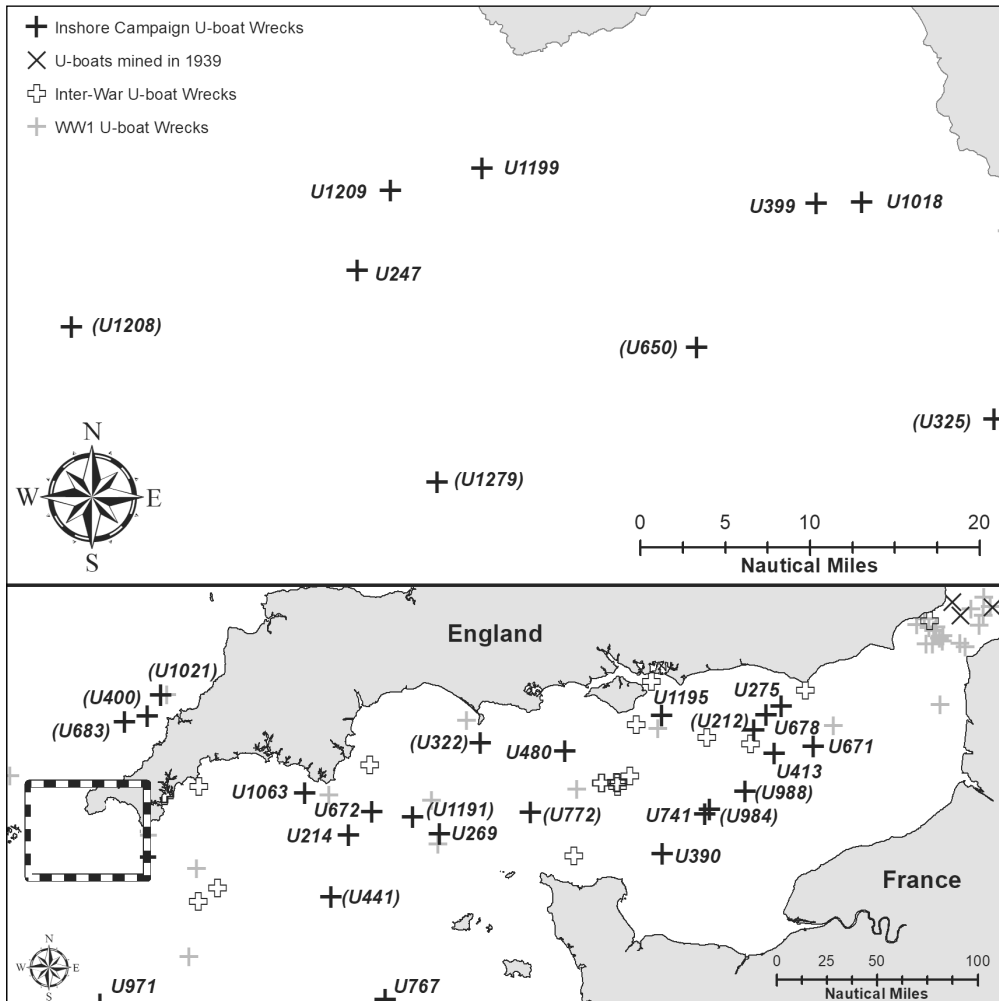 Inshore Campaign U-boat Wrecks
U-boats mined in 1939
Inter-War U-boat Wrecks
WW1 U-boat Wrecks
U1199
U1209
U399
U1018
U247
(U1208)
(U650)
(U325)
(U1279)
N
W E
S
0 5 10 20
Nautical Miles
England
(U1021)
(U400)
(U683)
U1195
U275
(U212)
U678
(U322)
U480
U671
U413
U1063
(U988)
U672
(U1191)
(U772)
U741
(U984)
U214
U269
U390
France
(U441)
N
W E
S
0 25 50 100
Nautical Miles
U971
U767